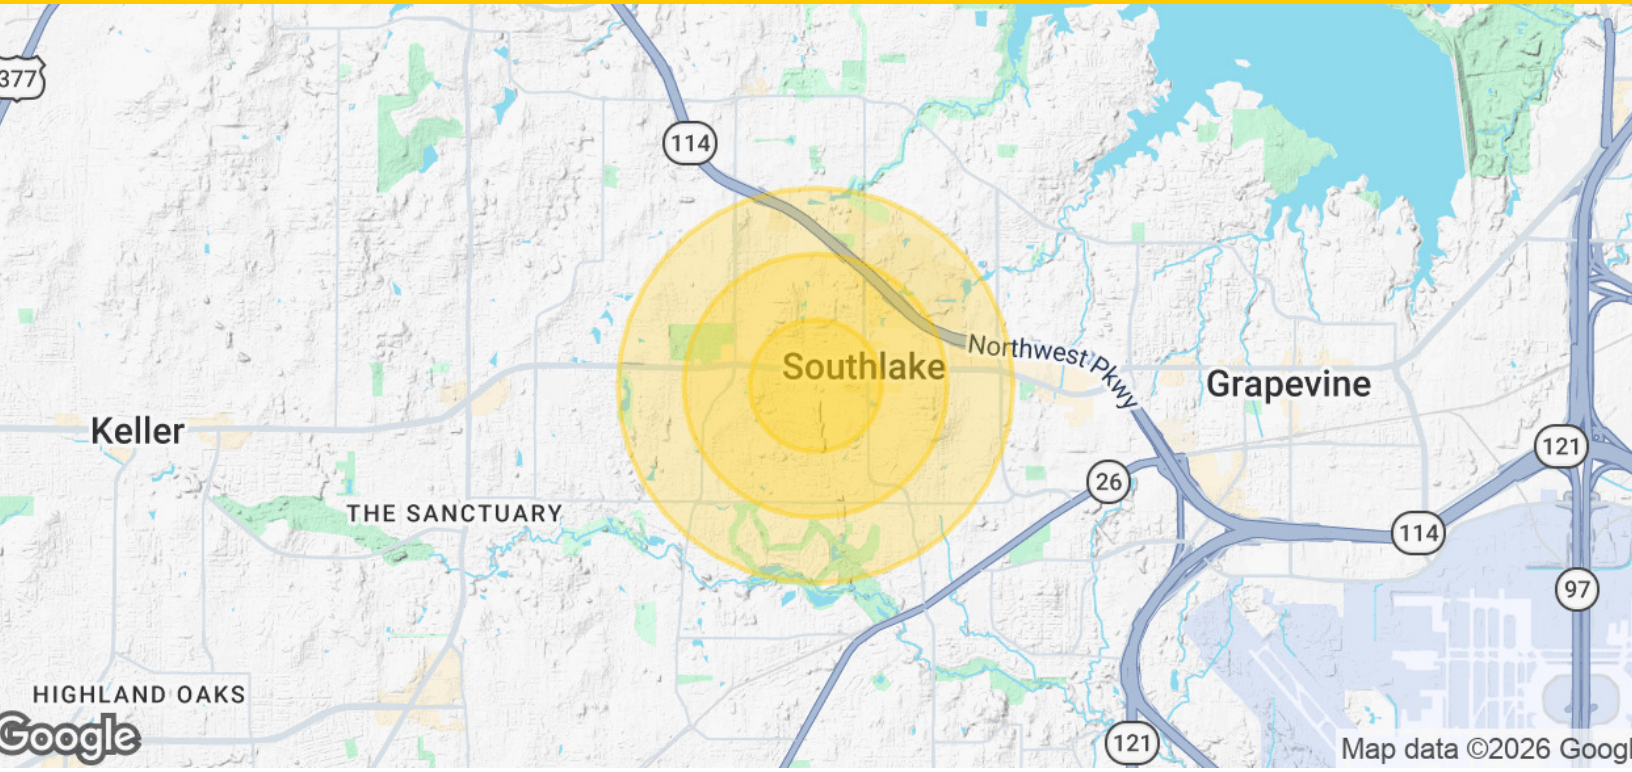 377
114
Southlake
Northwest Pkwy
Grapevine
Keller
121
26
THE SANCTUARY
114
97
HIGHLAND OAKS
Google
121
Map data ©2026 Googl